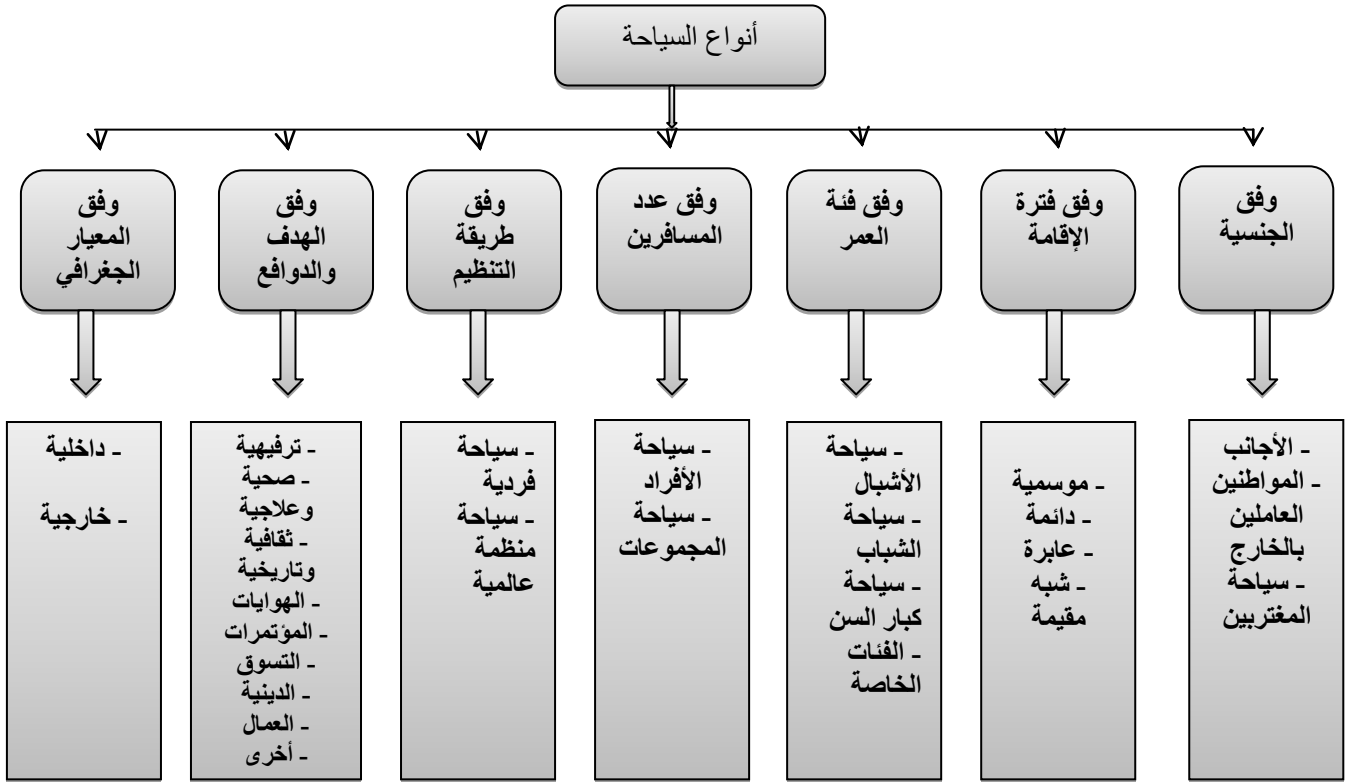 أنواع السياحة
وفق
الجنسية
وفق فترة
الإقامة
وفق فئة
العمر
وفق عدد
المسافرين
وفق
طريقة
التنظيم
وفق
الهدف
والدوافع
وفق
المعيار
الجغرافي
- الأجانب
- المواطنين
العاملين
بالخارج
- سياحة
المغتربين
- موسمية
- دائمة
- عابرة
- شبه
مقيمة
- سياحة
الأشبال
- سياحة
الشباب
- سياحة
كبار السن
- الفئات
الخاصة
- سياحة
الأفراد
- سياحة
المجموعات
- سياحة
فردية
- سياحة
منظمة
عالمية
- ترفيهية
- صحية
وعلاجية
- ثقافية
وتاريخية
- الهوايات
- المؤتمرات
- التسوق
- الدينية
- العمال
- أخرى
- داخلية
- خارجية